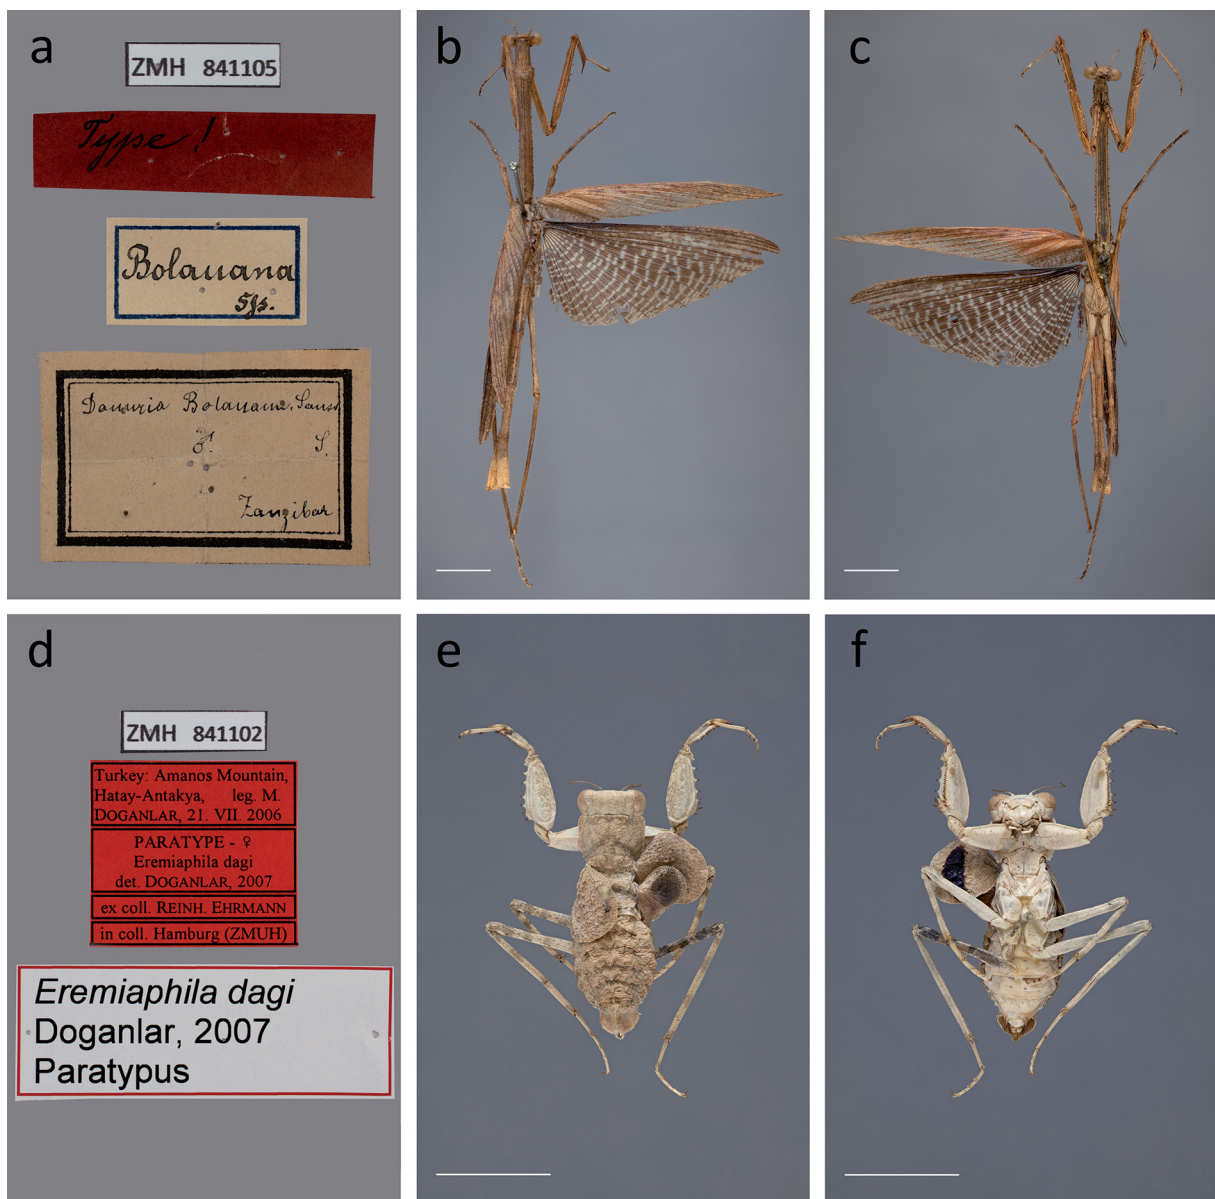 a
ZMH 841105
Type !
Bolauana
Sss.
Danuria Bolauana. Sauss
♂. S.
Zanzibar
b
c
d
ZMH 841102
Turkey: Amanos Mountain,
Hatay-Antakya, leg. M.
DOGANLAR, 21. VII. 2006
PARATYPE - ♀
Eremiaphila dagi
det. DOGANLAR, 2007
ex coll. REINH. EHRMANN
in coll. Hamburg (ZMUH)
Eremiaphila dagi
Doganlar, 2007
Paratypus
e
f